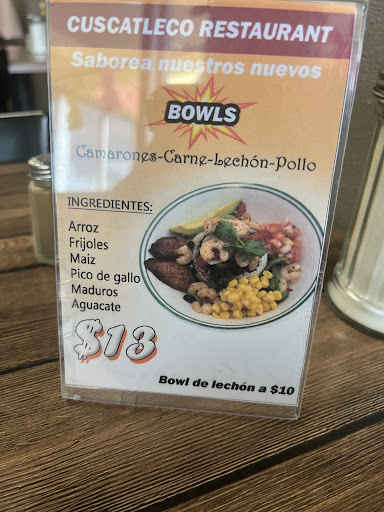 CUSCATLECO RESTAURANT
Saborea nuestros nuevos
BOWLS
Camarones-Carne-Lechón-Pollo
INGREDIENTES:
Arroz
Frijoles
Maiz
Pico de gallo
Maduros
Aguacate
$13
Bowl de lechón a $10